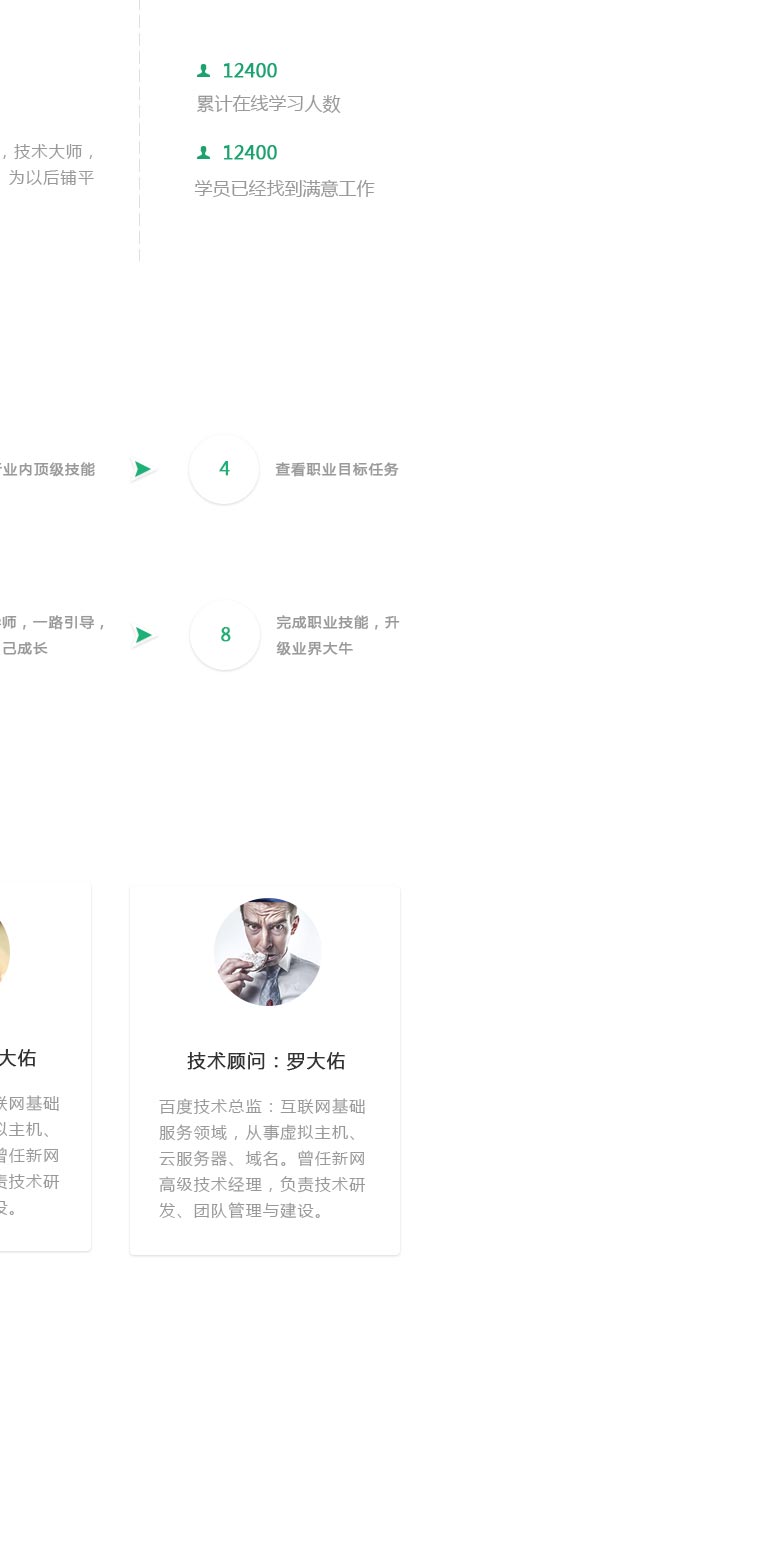 12400
累计在线学习人数
，技术大师，
为以后铺平
12400
学员已经找到满意工作
业内顶级技能
4
查看职业目标任务
师，一路引导，
己成长
8
完成职业技能，升
级业界大牛
大佑
联网基础
拟主机、
曾任新网
责技术研
设。
技术顾问：罗大佑
百度技术总监：互联网基础
服务领域，从事虚拟主机、
云服务器、域名。曾任新网
高级技术经理，负责技术研
发、团队管理与建设。